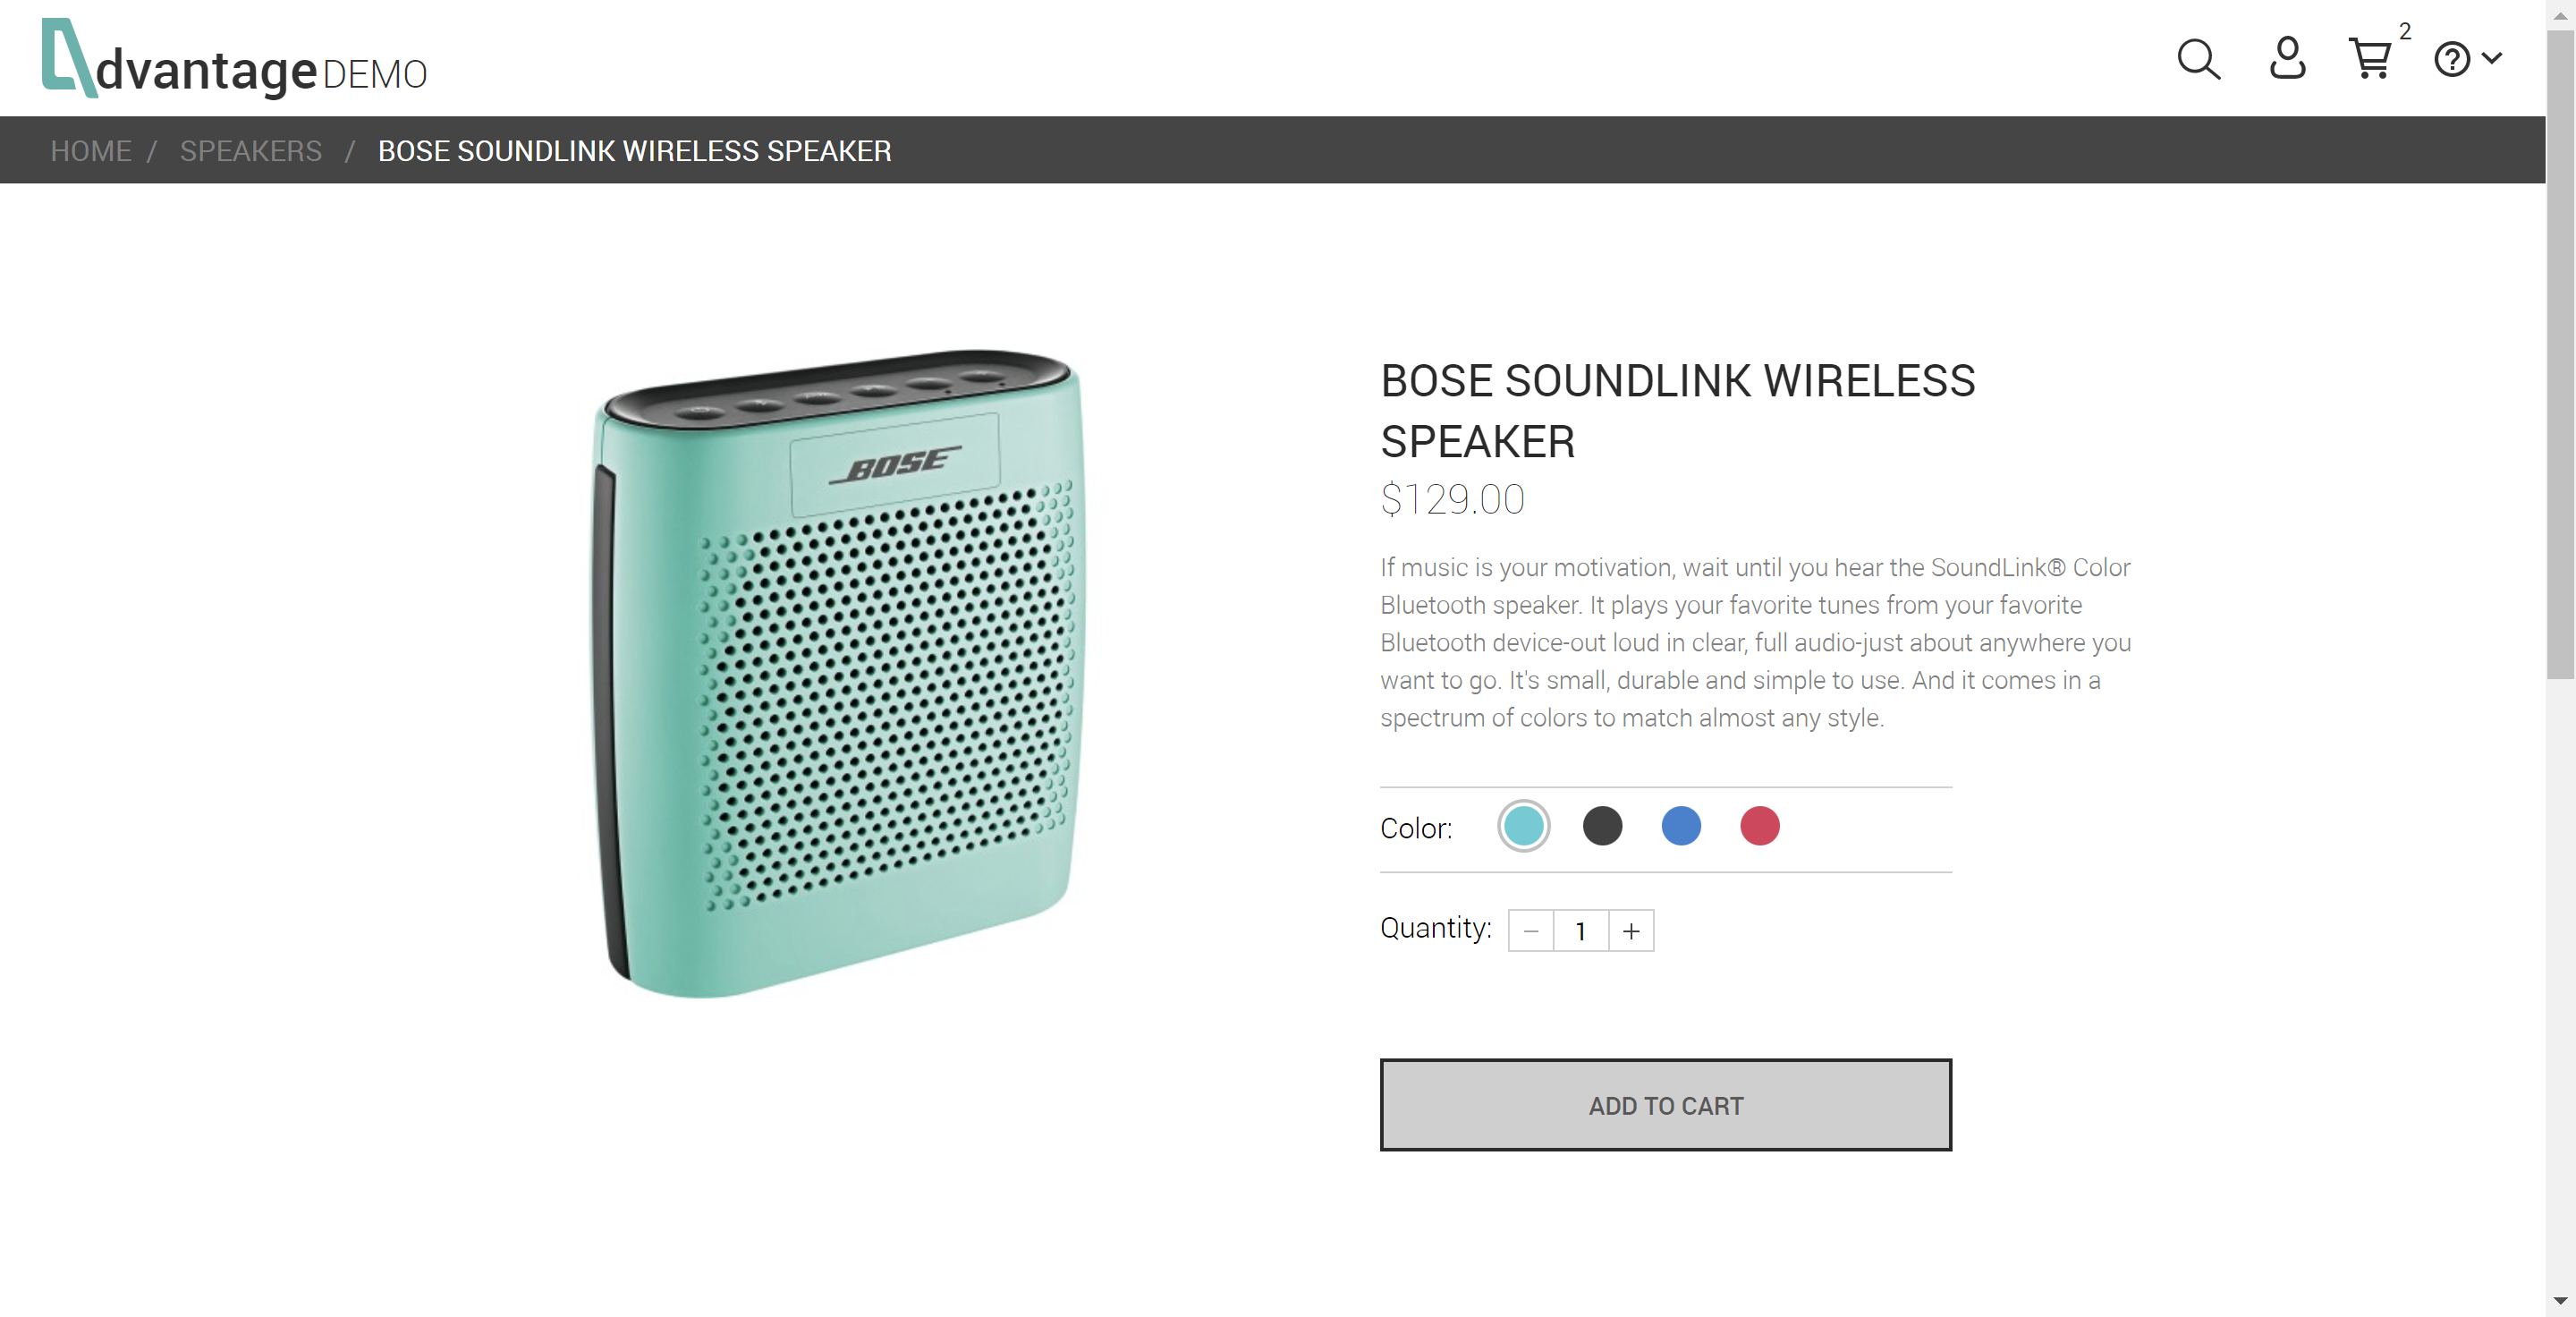 dvantage DEMO
2
HOME / SPEAKERS / BOSE SOUNDLINK WIRELESS SPEAKER
BOSE
BOSE SOUNDLINK WIRELESS
SPEAKER
$129.00
If music is your motivation, wait until you hear the SoundLink® Color
Bluetooth speaker. It plays your favorite tunes from your favorite
Bluetooth device-out loud in clear, full audio-just about anywhere you
want to go. It's small, durable and simple to use. And it comes in a
spectrum of colors to match almost any style.
Color:
Quantity: − 1 +
ADD TO CART